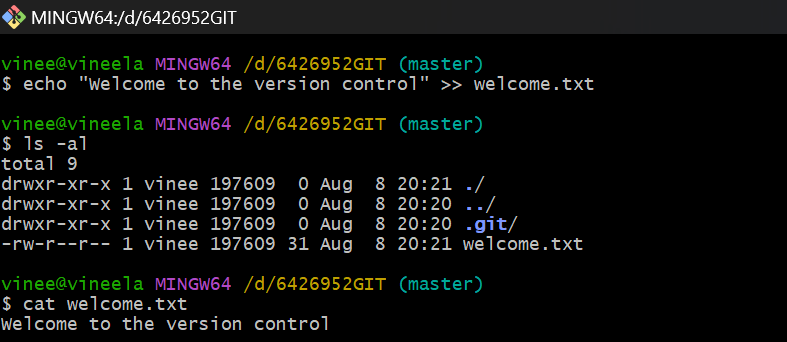 MINGW64:/d/6426952GIT
vinee@vineela MINGW64 /d/6426952GIT (master)
$ echo "Welcome to the version control" >> welcome.txt
vinee@vineela MINGW64 /d/6426952GIT (master)
$ ls -al
total 9
drwxr-xr-x 1 vinee 197609  0 Aug  8 20:21 ./
drwxr-xr-x 1 vinee 197609  0 Aug  8 20:20 ../
drwxr-xr-x 1 vinee 197609  0 Aug  8 20:20 .git/
-rw-r--r-- 1 vinee 197609 31 Aug  8 20:21 welcome.txt
vinee@vineela MINGW64 /d/6426952GIT (master)
$ cat welcome.txt
Welcome to the version control